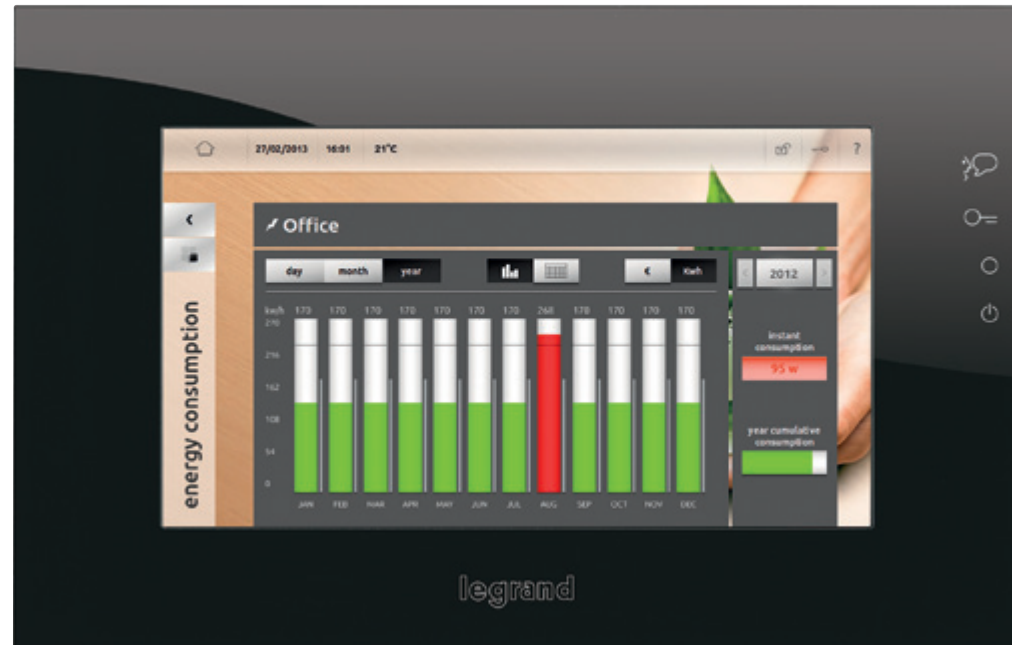 27/02/2013 16:01 21°C ?
Office
day month year € Kwh 2012
kwh 170 170 170 170 170 170 170 268 170 170 170 170
270
216
162
108
54
0
JAN FEB MAR APR MAY JUN JUL AUG SEP OCT NOV DEC
instant
consumption
95 w
year cumulative
consumption
energy consumption
legrand